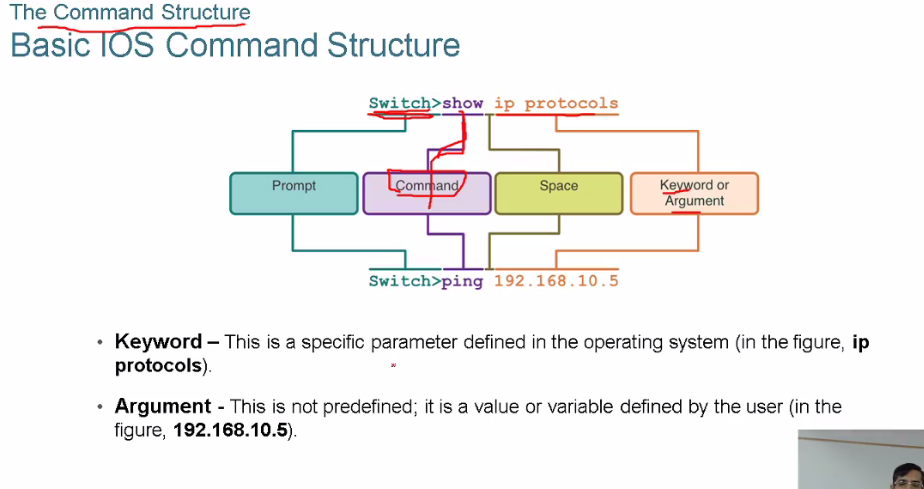 The Command Structure
Basic IOS Command Structure
Switch>show ip protocols
Prompt
Command
Space
Keyword or
Argument
Switch>ping 192.168.10.5
• Keyword – This is a specific parameter defined in the operating system (in the figure, ip
protocols).
• Argument - This is not predefined; it is a value or variable defined by the user (in the
figure, 192.168.10.5).